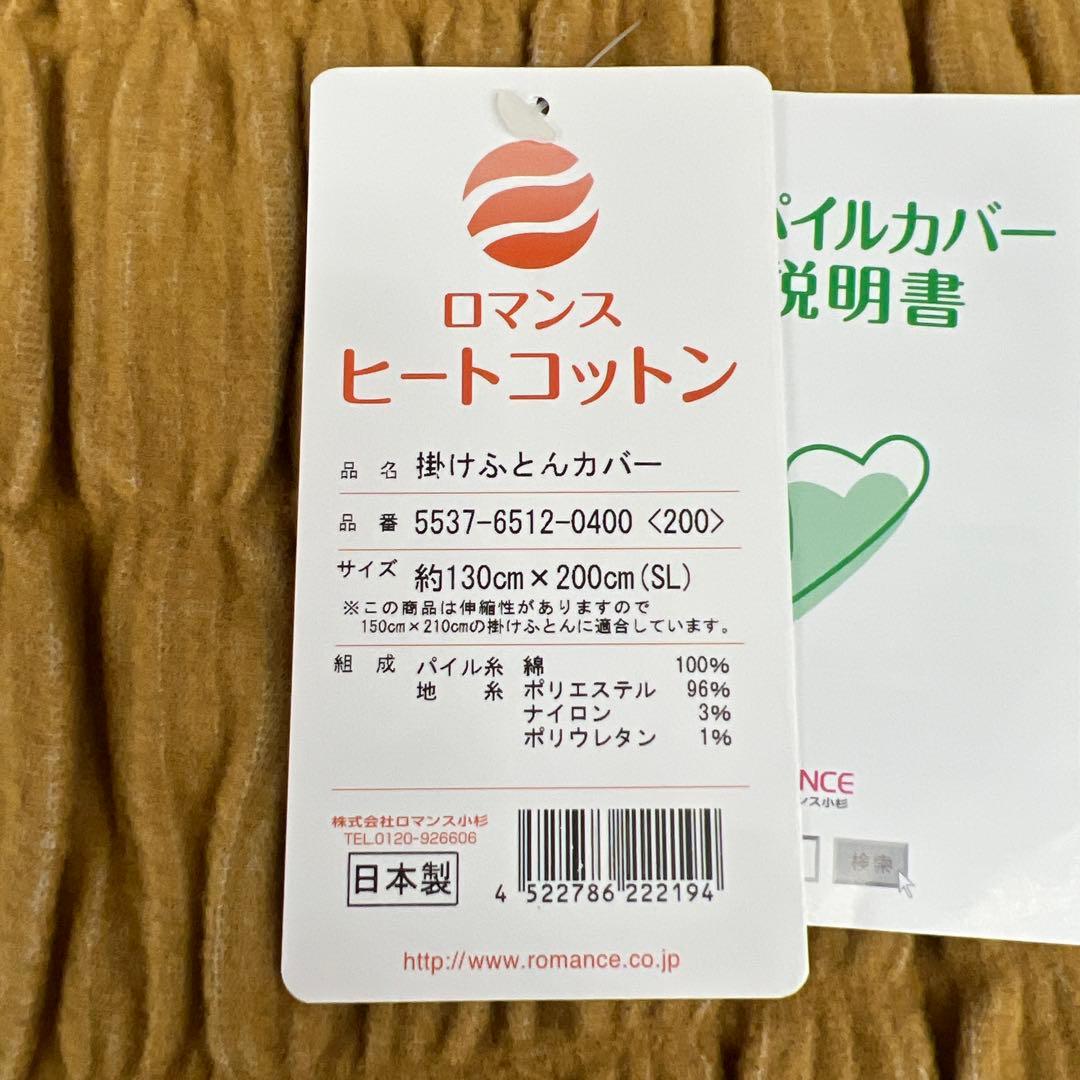 ロマンス
ヒートコットン
品名 掛けふとんカバー
品番 5537-6512-0400 <200>
サイズ 約130cm×200cm(SL)
※この商品は伸縮性がありますので
150cm×210cmの掛けふとんに適合しています。
組成 パイル糸 綿 100%
地糸 ポリエステル 96%
ナイロン 3%
ポリウレタン 1%
株式会社ロマンス小杉
TEL.0120-926606
日本製
4 522786 222194
http://www.romance.co.jp
パイルカバー
説明書
NCE
ンス小杉
検索